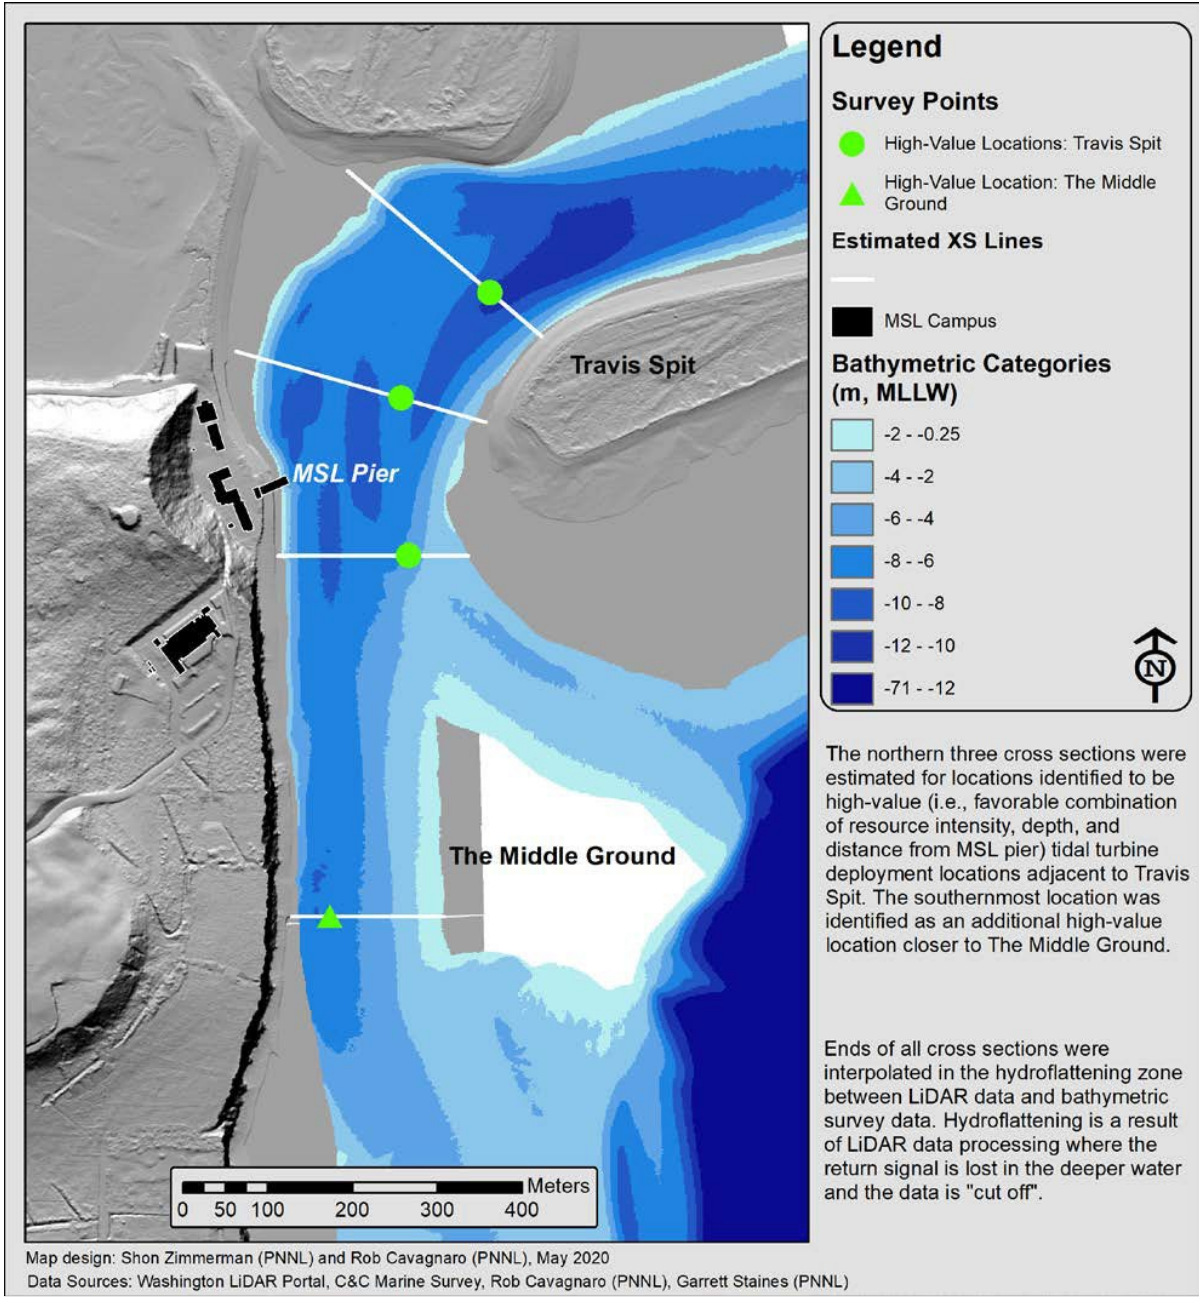 Legend
Survey Points
High-Value Locations: Travis Spit
High-Value Location: The Middle
Ground
Estimated XS Lines
MSL Campus
Bathymetric Categories
(m, MLLW)
-2 - -0.25
-4 - -2
-6 - -4
-8 - -6
-10 - -8
-12 - -10
-71 - -12
N
Travis Spit
MSL Pier
The Middle Ground
The northern three cross sections were
estimated for locations identified to be
high-value (i.e., favorable combination
of resource intensity, depth, and
distance from MSL pier) tidal turbine
deployment locations adjacent to Travis
Spit. The southernmost location was
identified as an additional high-value
location closer to The Middle Ground.
Ends of all cross sections were
interpolated in the hydroflattening zone
between LiDAR data and bathymetric
survey data. Hydroflattening is a result
of LiDAR data processing where the
return signal is lost in the deeper water
and the data is "cut off".
Meters
0 50 100 200 300 400
Map design: Shon Zimmerman (PNNL) and Rob Cavagnaro (PNNL), May 2020
Data Sources: Washington LiDAR Portal, C&C Marine Survey, Rob Cavagnaro (PNNL), Garrett Staines (PNNL)